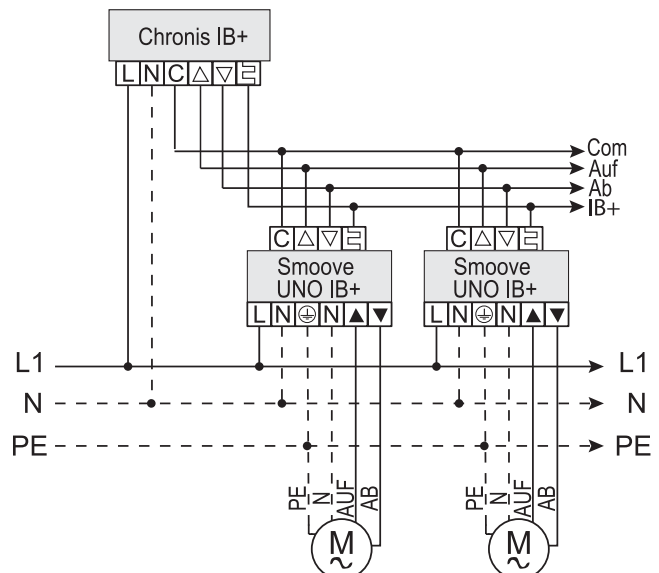 Chronis IB+
L N C △ ▽
Com
Auf
Ab
IB+
C △ ▽
C △ ▽
Smoove
UNO IB+
Smoove
UNO IB+
L N ⏚ N ▲ ▼
L N ⏚ N ▲ ▼
L1
L1
N
N
PE
PE
PE N AUF AB
PE N AUF AB
M
~
M
~